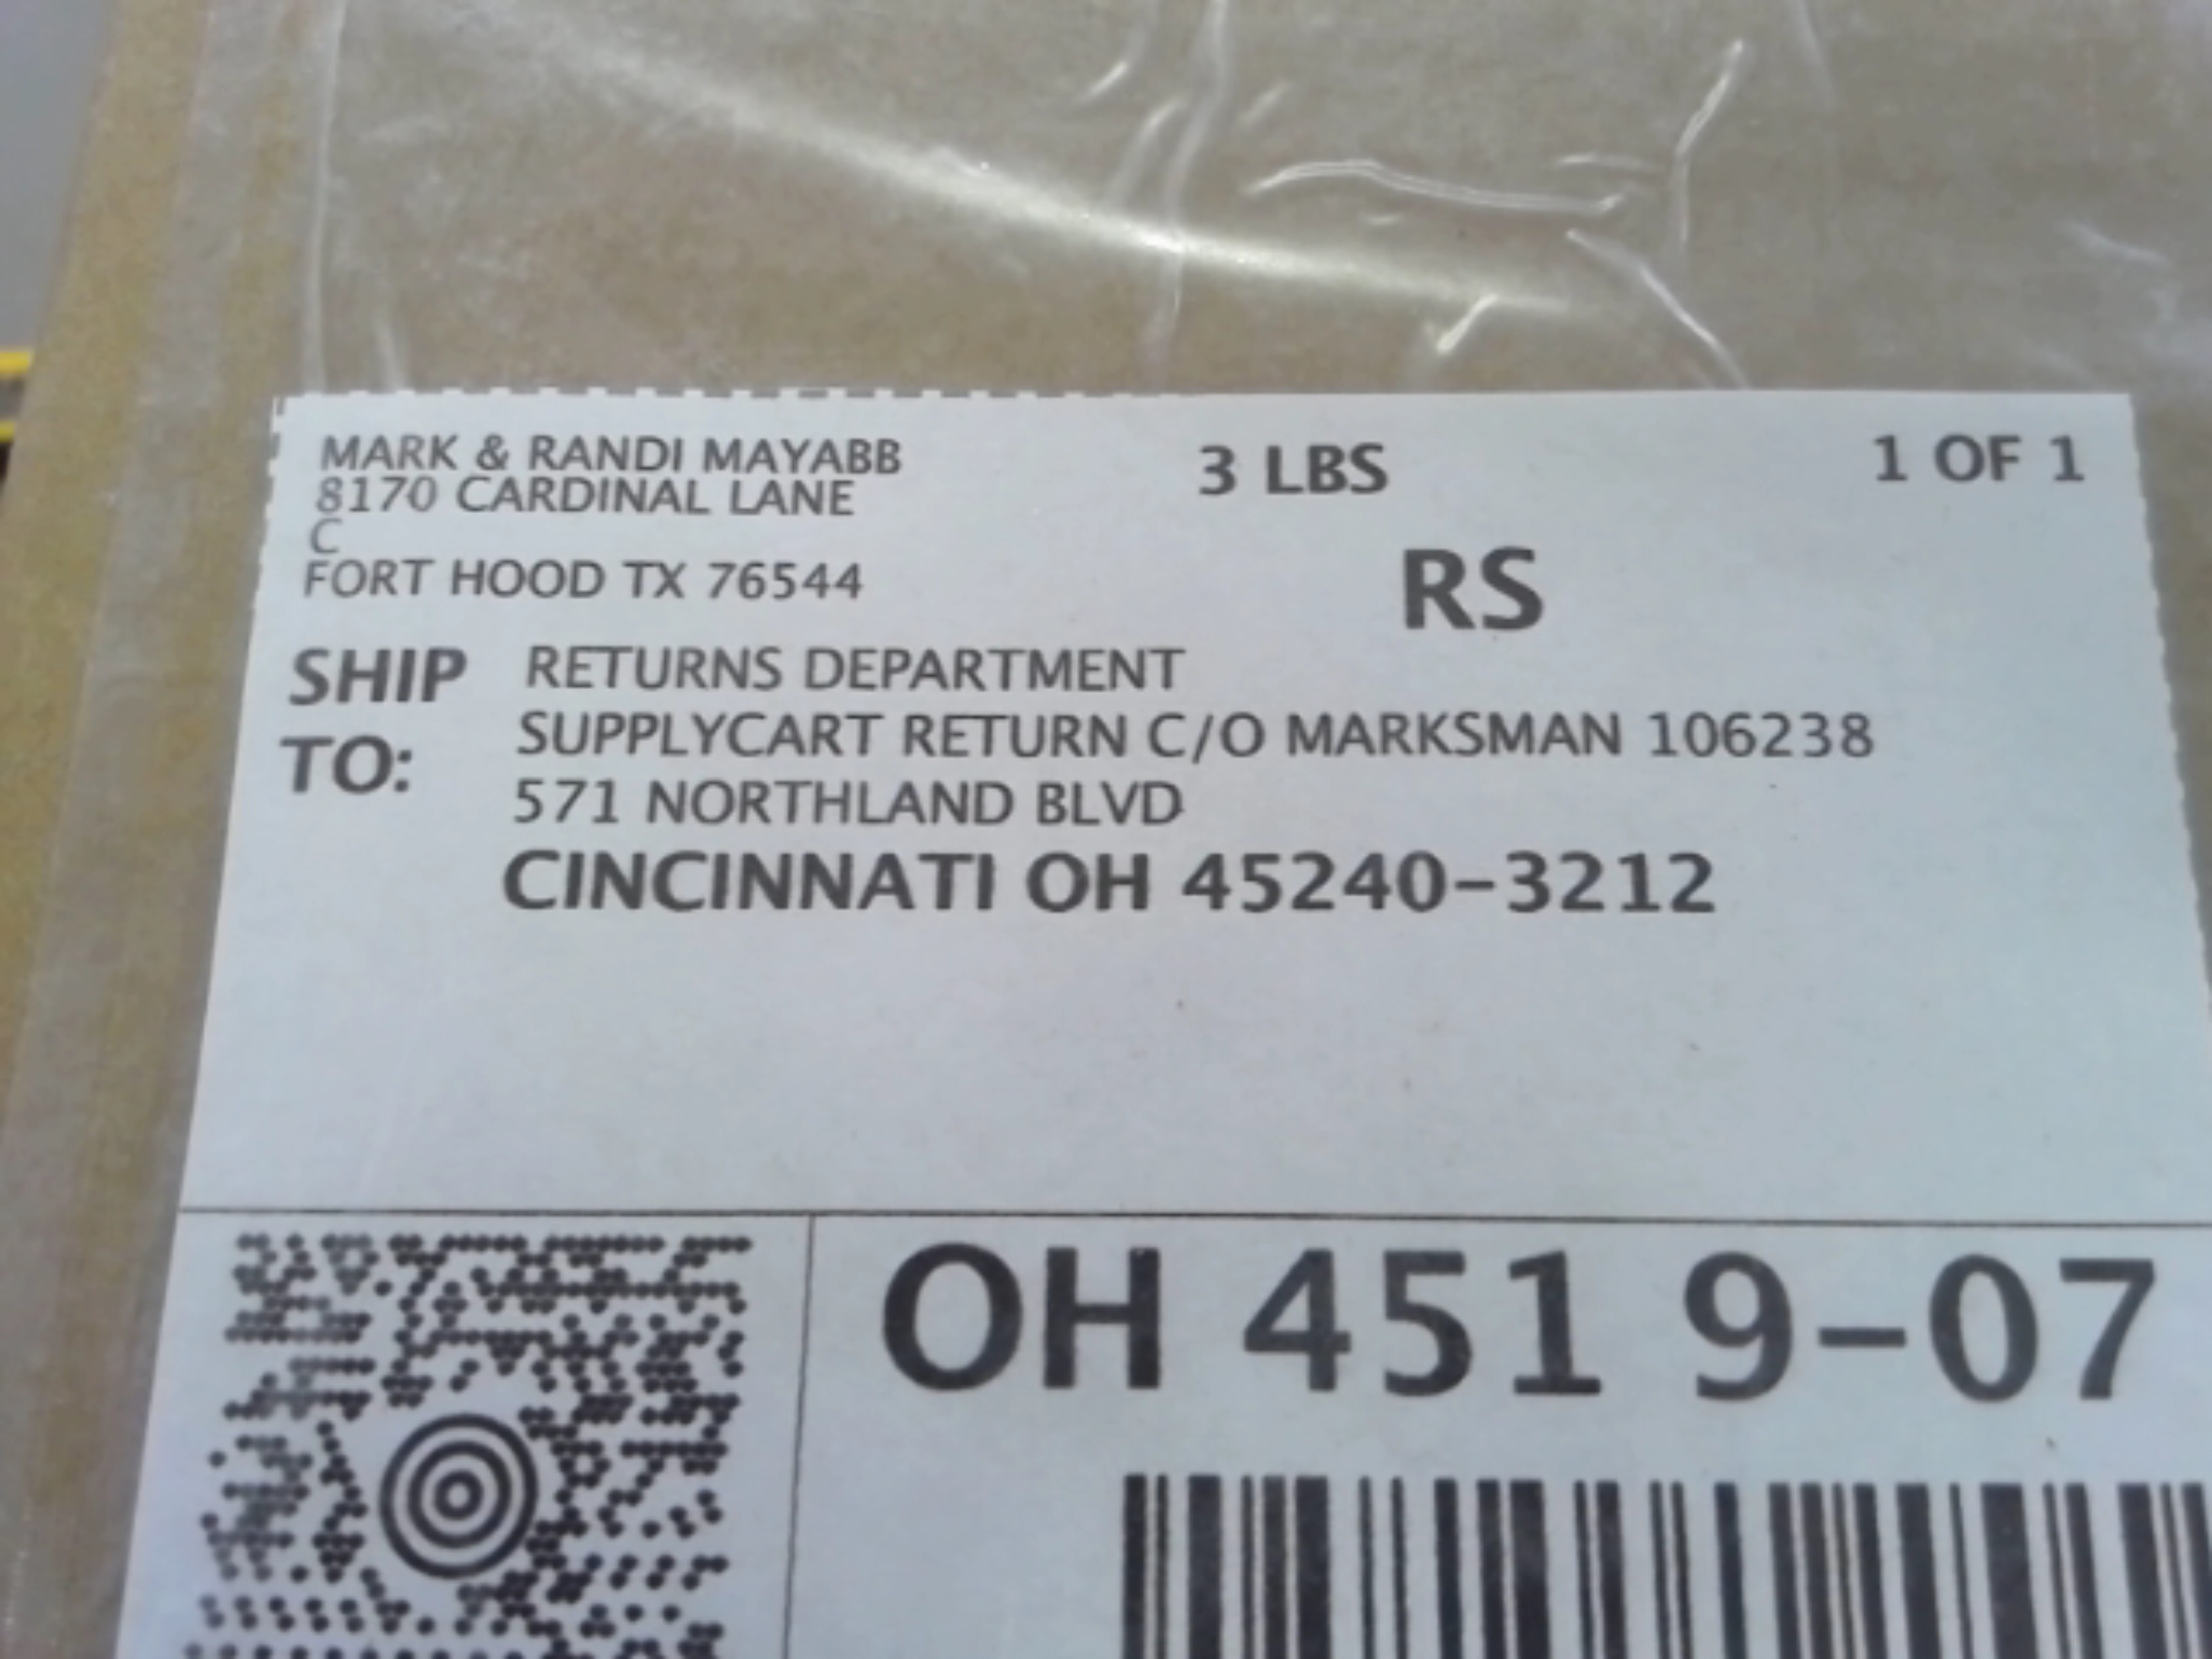 MARK & RANDI MAYABB
8170 CARDINAL LANE
C
FORT HOOD TX 76544
3 LBS
1 OF 1
RS
SHIP TO:
RETURNS DEPARTMENT
SUPPLYCART RETURN C/O MARKSMAN 106238
571 NORTHLAND BLVD
CINCINNATI OH 45240-3212
OH 451 9-07